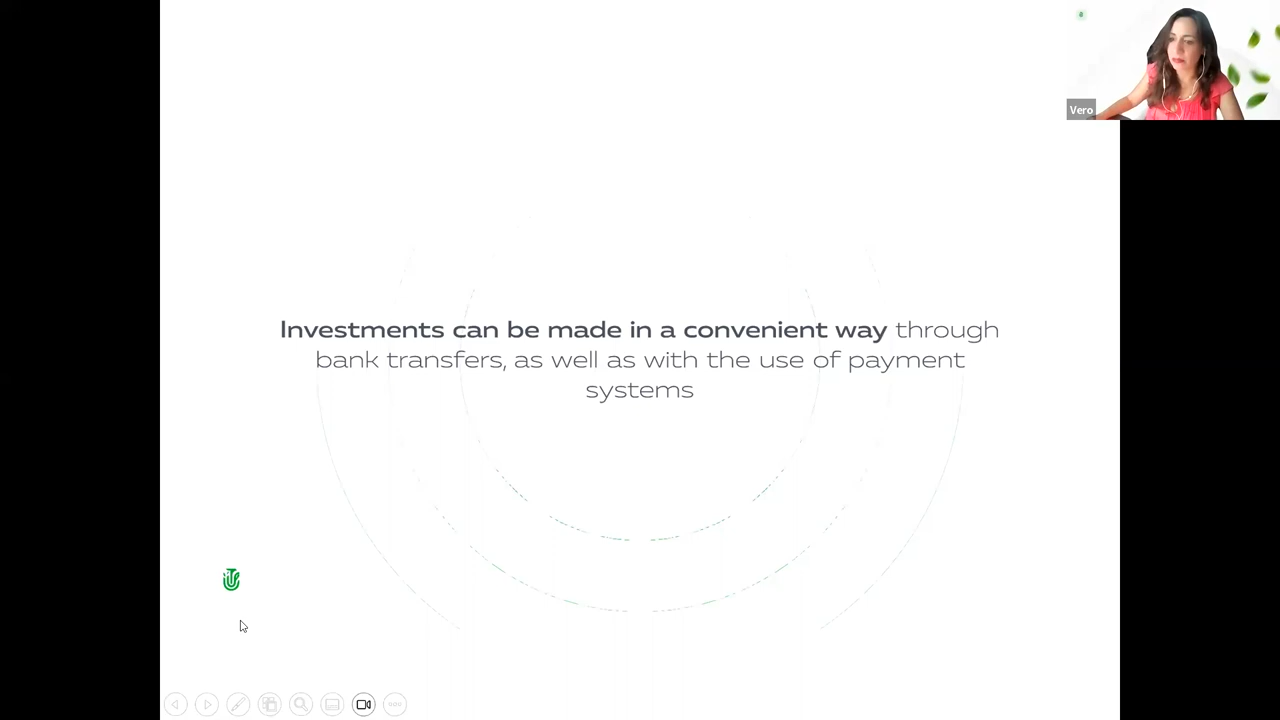 Vero
Investments can be made in a convenient way through
bank transfers, as well as with the use of payment
systems